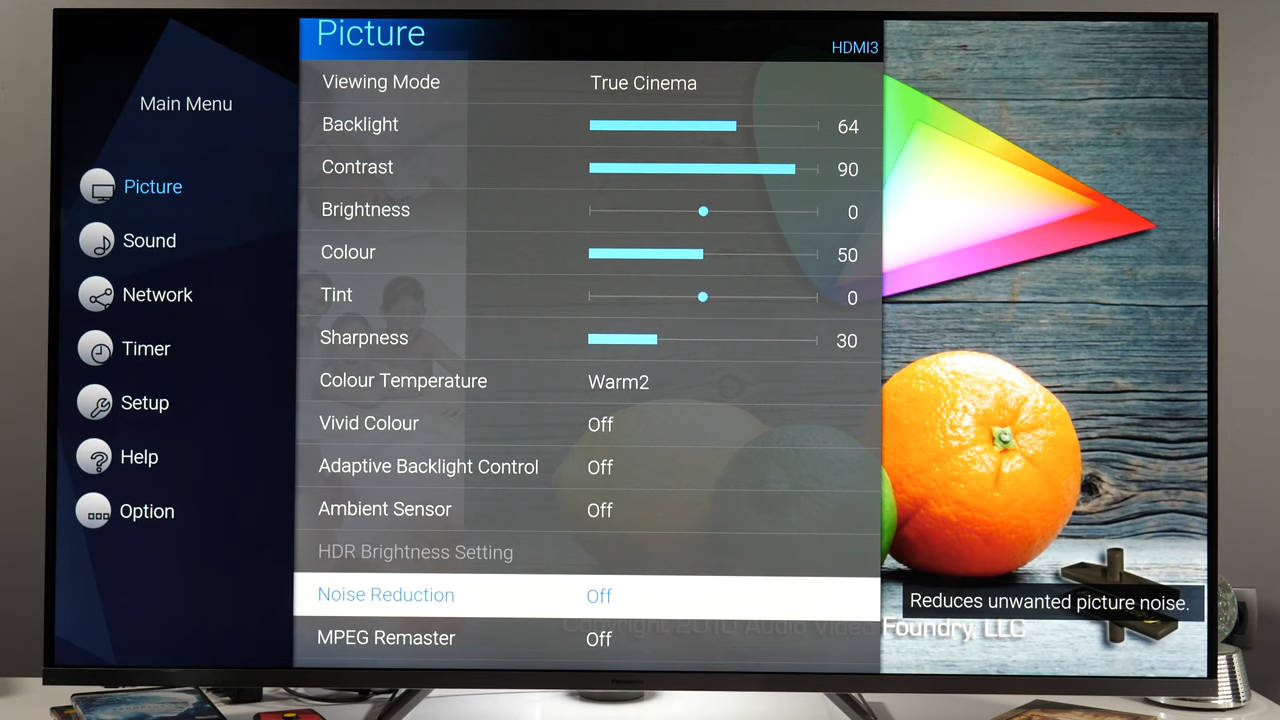 Picture
HDMI3
Main Menu
Picture
Sound
Network
Timer
Setup
Help
Option
Viewing Mode True Cinema
Backlight 64
Contrast 90
Brightness 0
Colour 50
Tint 0
Sharpness 30
Colour Temperature Warm2
Vivid Colour Off
Adaptive Backlight Control Off
Ambient Sensor Off
HDR Brightness Setting
Noise Reduction Off
MPEG Remaster Off
Reduces unwanted picture noise.
Copyright, 2010 Audio Video Foundry, LLC
Panasonic